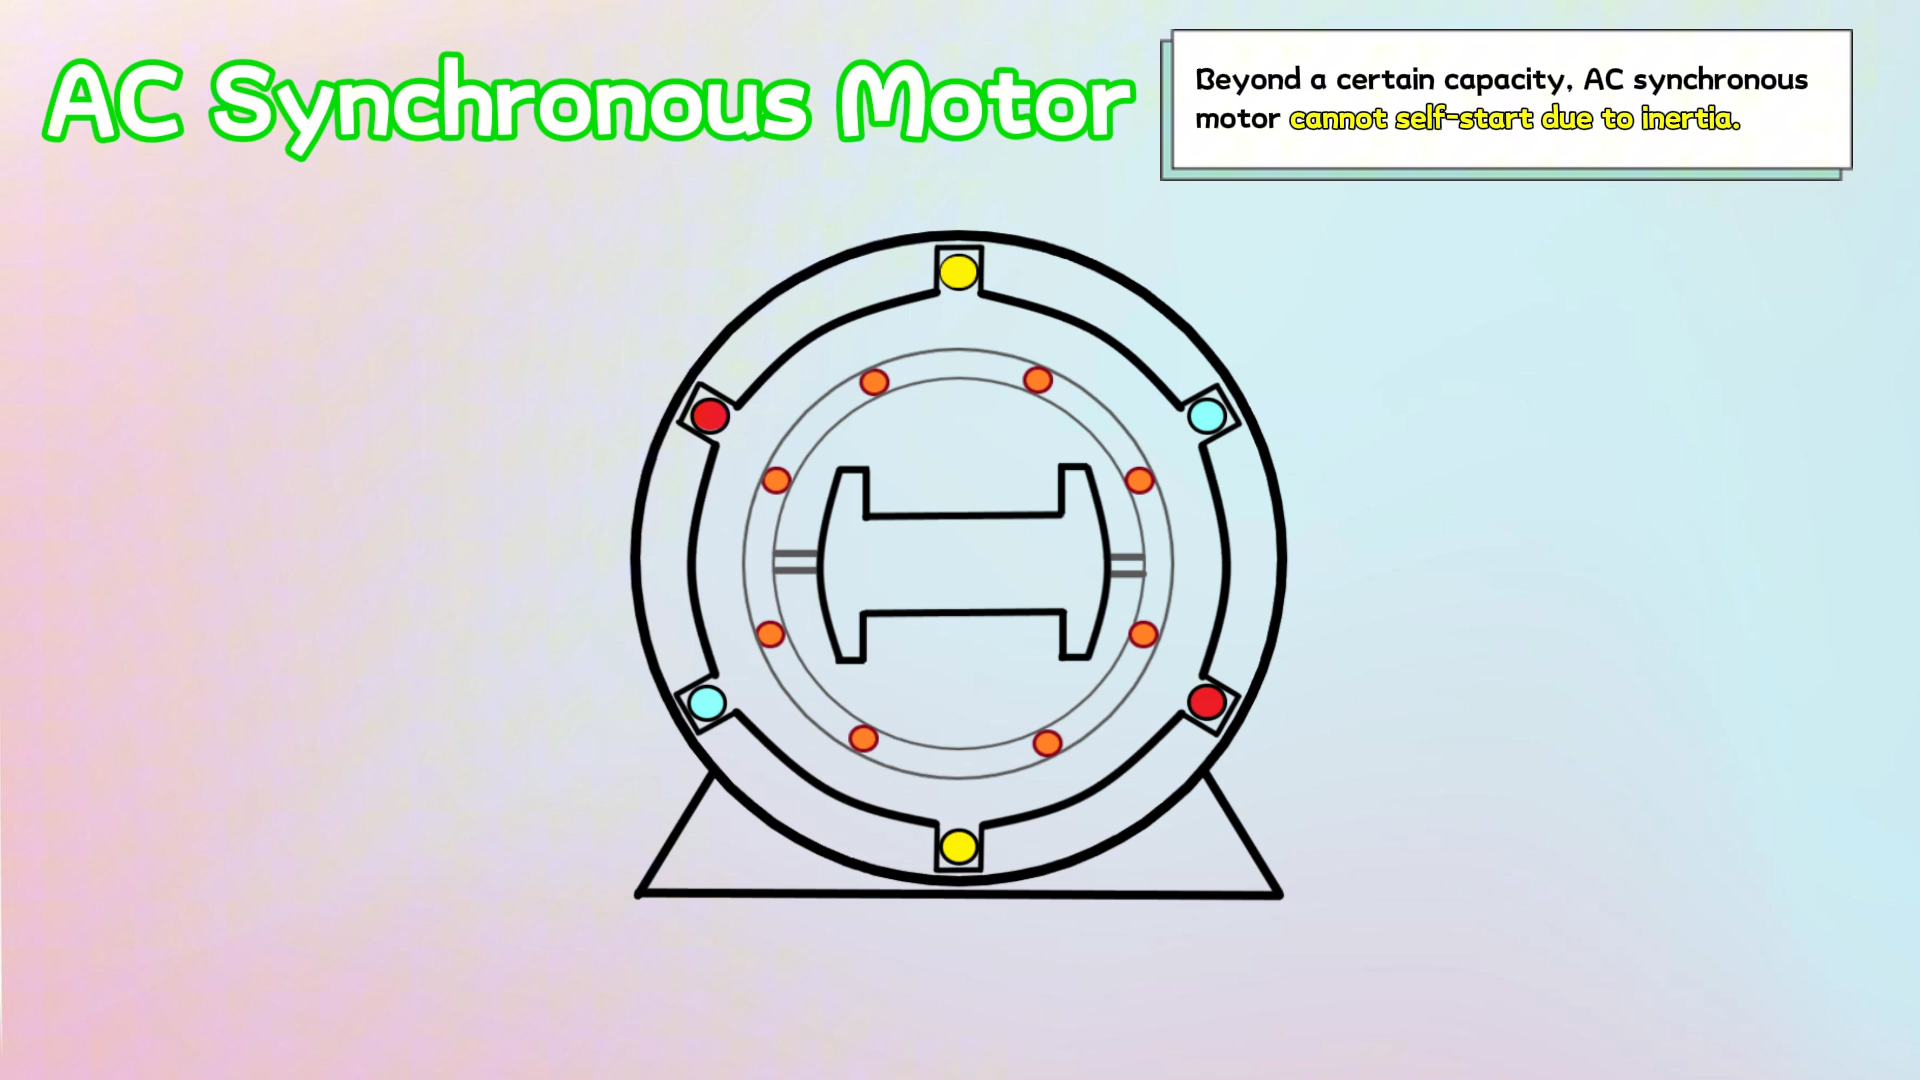 AC Synchronous Motor
Beyond a certain capacity, AC synchronous
motor cannot self-start due to inertia.